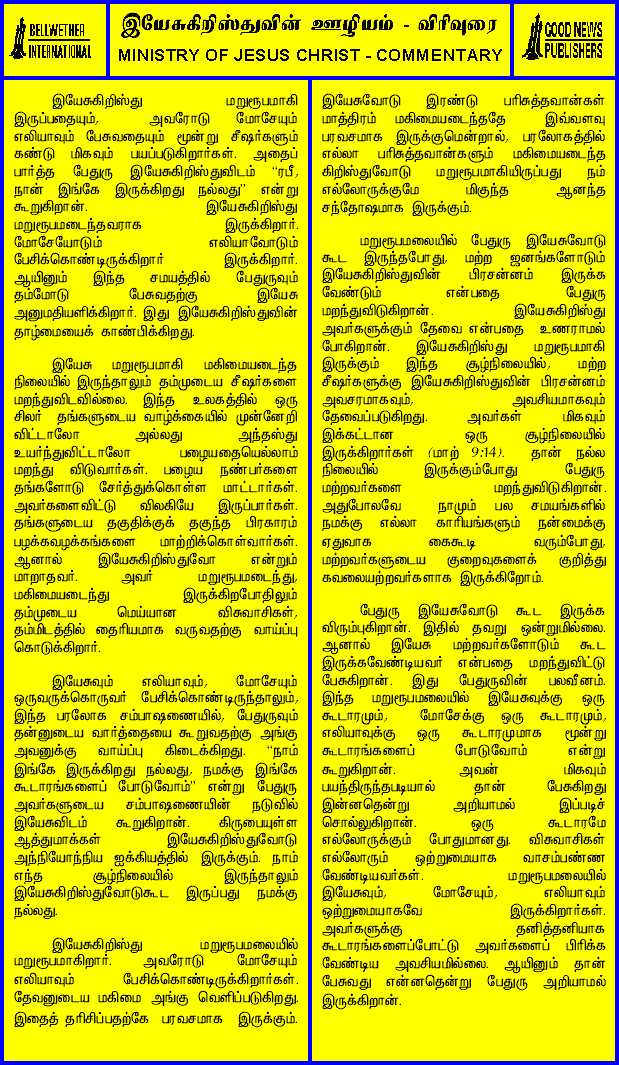 BELLWETHER
INTERNATIONAL
இயேசுகிறிஸ்துவின் ஊழியம் - விரிவுரை
MINISTRY OF JESUS CHRIST - COMMENTARY
GOOD NEWS
PUBLISHERS
இயேசுகிறிஸ்து மறுரூபமாகி
இருப்பதையும், அவரோடு மோசேயும்
எலியாவும் பேசுவதையும் மூன்று சீஷர்களும்
கண்டு மிகவும் பயப்படுகிறார்கள். அதைப்
பார்த்த பேதுரு இயேசுகிறிஸ்துவிடம் “ரபீ,
நான் இங்கே இருக்கிறது நல்லது” என்று
கூறுகிறான். இயேசுகிறிஸ்து
மறுரூபமடைந்தவராக இருக்கிறார்.
மோசேயோடும் எலியாவோடும்
பேசிக்கொண்டிருக்கிறார் இருக்கிறார்.
ஆயினும் இந்த சமயத்தில் பேதுருவும்
தம்மோடு பேசுவதற்கு இயேசு
அனுமதியளிக்கிறார். இது இயேசுகிறிஸ்துவின்
தாழ்மையைக் காண்பிக்கிறது.
இயேசு மறுரூபமாகி மகிமையடைந்த
நிலையில் இருந்தாலும் தம்முடைய சீஷர்களை
மறந்துவிடவில்லை. இந்த உலகத்தில் ஒரு
சிலர் தங்களுடைய வாழ்க்கையில் முன்னேறி
விட்டாலோ அல்லது அந்தஸ்து
உயர்ந்துவிட்டாலோ பழையதையெல்லாம்
மறந்து விடுவார்கள். பழைய நண்பர்களை
தங்களோடு சேர்த்துக்கொள்ள மாட்டார்கள்.
அவர்களைவிட்டு விலகியே இருப்பார்கள்.
தங்களுடைய தகுதிக்குக் தகுந்த பிரகாரம்
பழக்கவழக்கங்களை மாற்றிக்கொள்வார்கள்.
ஆனால் இயேசுகிறிஸ்துவோ என்றும்
மாறாதவர். அவர் மறுரூபமடைந்து,
மகிமையடைந்து இருக்கிறபோதிலும்
தம்முடைய மெய்யான விசுவாசிகள்,
தம்மிடத்தில் தைரியமாக வருவதற்கு வாய்ப்பு
கொடுக்கிறார்.
இயேசுவும் எலியாவும், மோசேயும்
ஒருவருக்கொருவர் பேசிக்கொண்டிருந்தாலும்,
இந்த பரலோக சம்பாஷணையில், பேதுருவும்
தன்னுடைய வார்த்தையை கூறுவதற்கு அங்கு
அவனுக்கு வாய்ப்பு கிடைக்கிறது. “நாம்
இங்கே இருக்கிறது நல்லது, நமக்கு இங்கே
கூடாரங்களைப் போடுவோம்” என்று பேதுரு
அவர்களுடைய சம்பாஷணையின் நடுவில்
இயேசுவிடம் கூறுகிறான். கிருபையுள்ள
ஆத்துமாக்கள் இயேசுகிறிஸ்துவோடு
அந்நியோந்நிய ஐக்கியத்தில் இருக்கும். நாம்
எந்த சூழ்நிலையில் இருந்தாலும்
இயேசுகிறிஸ்துவோடுகூட இருப்பது நமக்கு
நல்லது.
இயேசுகிறிஸ்து மறுரூபமலையில்
மறுரூபமாகிறார். அவரோடு மோசேயும்
எலியாவும் பேசிக்கொண்டிருக்கிறார்கள்.
தேவனுடைய மகிமை அங்கு வெளிப்படுகிறது.
இதைத் தரிசிப்பதற்கே பரவசமாக இருக்கும்.
இயேசுவோடு இரண்டு பரிசுத்தவான்கள்
மாத்திரம் மகிமையடைந்ததே இவ்வளவு
பரவசமாக இருக்குமென்றால், பரலோகத்தில்
எல்லா பரிசுத்தவான்களும் மகிமையடைந்த
கிறிஸ்துவோடு மறுரூபமாகியிருப்பது நம்
எல்லோருக்குமே மிகுந்த ஆனந்த
சந்தோஷமாக இருக்கும்.
மறுரூபமலையில் பேதுரு இயேசுவோடு
கூட இருந்தபோது, மற்ற ஜனங்களோடும்
இயேசுகிறிஸ்துவின் பிரசன்னம் இருக்க
வேண்டும் என்பதை பேதுரு
மறந்துவிடுகிறான். இயேசுகிறிஸ்து
அவர்களுக்கும் தேவை என்பதை உணராமல்
போகிறான். இயேசுகிறிஸ்து மறுரூபமாகி
இருக்கும் இந்த சூழ்நிலையில், மற்ற
சீஷர்களுக்கு இயேசுகிறிஸ்துவின் பிரசன்னம்
அவசரமாகவும், அவசியமாகவும்
தேவைப்படுகிறது. அவர்கள் மிகவும்
இக்கட்டான ஒரு சூழ்நிலையில்
இருக்கிறார்கள் (மாற் 9:14). தான் நல்ல
நிலையில் இருக்கும்போது பேதுரு
மற்றவர்களை மறந்துவிடுகிறான்.
அதுபோலவே நாமும் பல சமயங்களில்
நமக்கு எல்லா காரியங்களும் நன்மைக்கு
ஏதுவாக கைகூடி வரும்போது,
மற்றவர்களுடைய குறைவுகளைக் குறித்து
கவலையற்றவர்களாக இருக்கிறோம்.
பேதுரு இயேசுவோடு கூட இருக்க
விரும்புகிறான். இதில் தவறு ஒன்றுமில்லை.
ஆனால் இயேசு மற்றவர்களோடும் கூட
இருக்கவேண்டியவர் என்பதை மறந்துவிட்டு
பேசுகிறான். இது பேதுருவின் பலவீனம்.
இந்த மறுரூபமலையில் இயேசுவுக்கு ஒரு
கூடாரமும், மோசேக்கு ஒரு கூடாரமும்,
எலியாவுக்கு ஒரு கூடாரமுமாக மூன்று
கூடாரங்களைப் போடுவோம் என்று
கூறுகிறான். அவன் மிகவும்
பயந்திருந்தபடியால் தான் பேசுகிறது
இன்னதென்று அறியாமல் இப்படிச்
சொல்லுகிறான். ஒரு கூடாரமே
எல்லோருக்கும் போதுமானது. விசுவாசிகள்
எல்லோரும் ஒற்றுமையாக வாசம்பண்ண
வேண்டியவர்கள். மறுரூபமலையில்
இயேசுவும், மோசேயும், எலியாவும்
ஒற்றுமையாகவே இருக்கிறார்கள்.
அவர்களுக்கு தனித்தனியாக
கூடாரங்களைப்போட்டு அவர்களைப் பிரிக்க
வேண்டிய அவசியமில்லை. ஆயினும் தான்
பேசுவது என்னதென்று பேதுரு அறியாமல்
இருக்கிறான்.